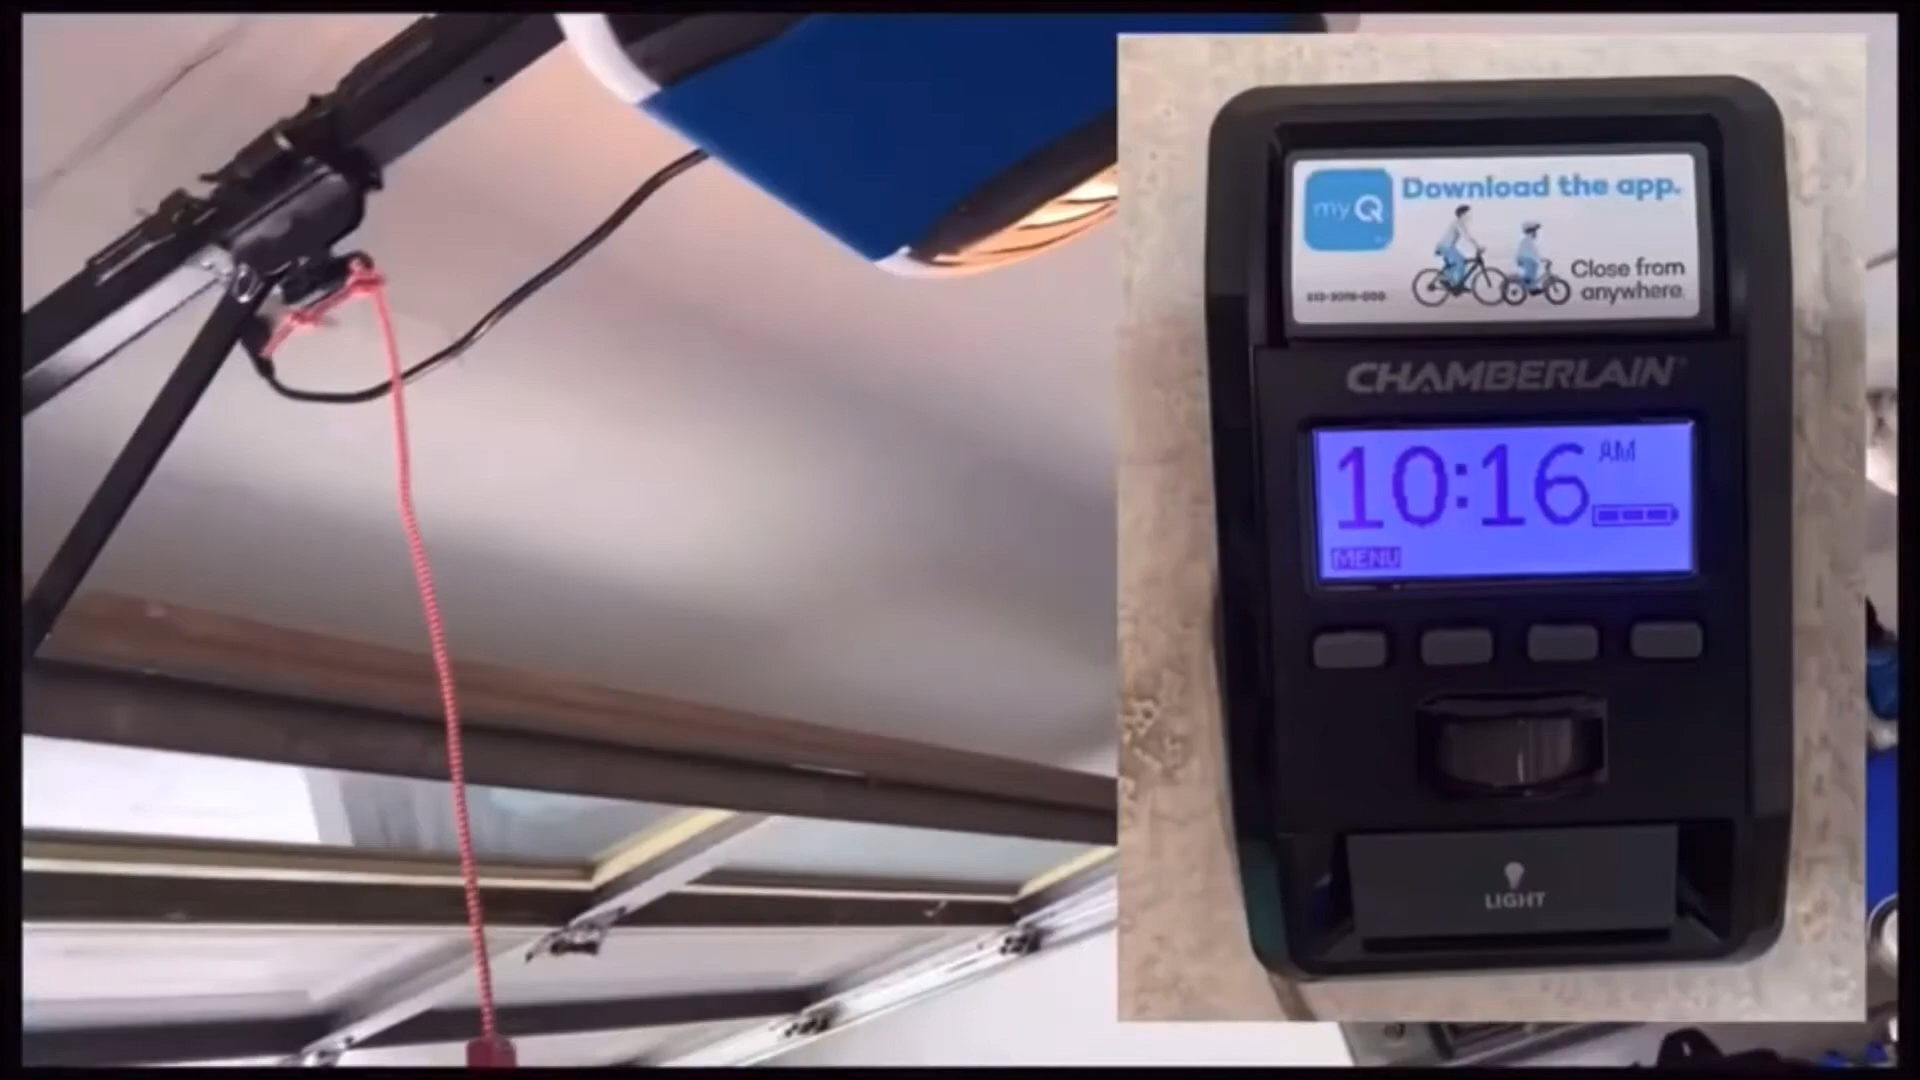 myQ
Download the app.
Close from
anywhere.
CHAMBERLAIN
10:16 AM
MENU
LIGHT